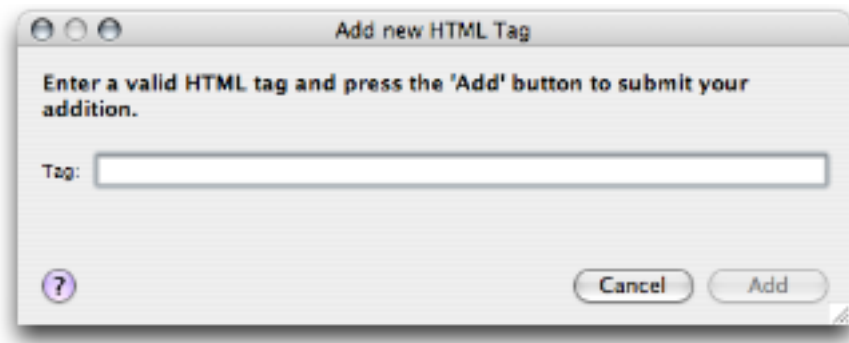 Add new HTML Tag
Enter a valid HTML tag and press the 'Add' button to submit your
addition.
Tag:
?
Cancel Add